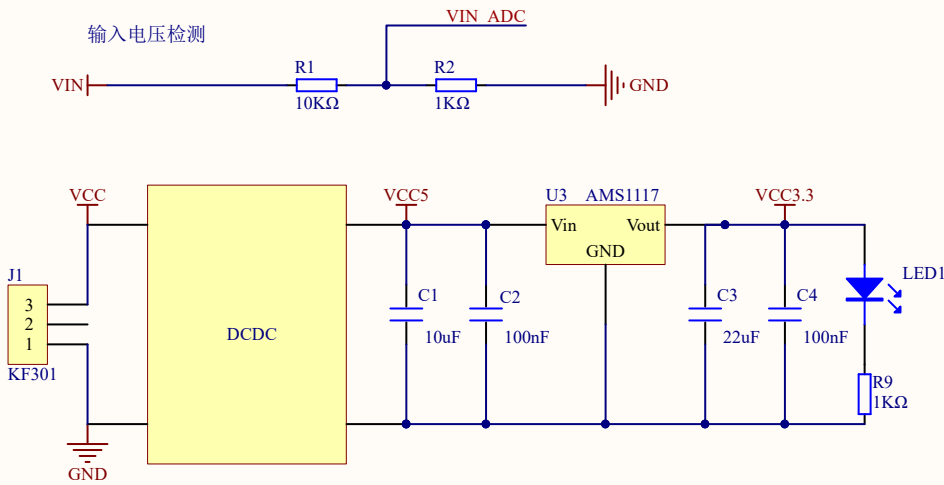 VIN ADC
输入电压检测
R1
R2
VIN
GND
10KΩ
1KΩ
VCC
VCC5
U3 AMS1117
VCC3.3
Vin Vout
GND
J1
LED1
3
2
1
C1
C2
C3
C4
DCDC
10uF
100nF
22uF
100nF
KF301
R9
1KΩ
GND